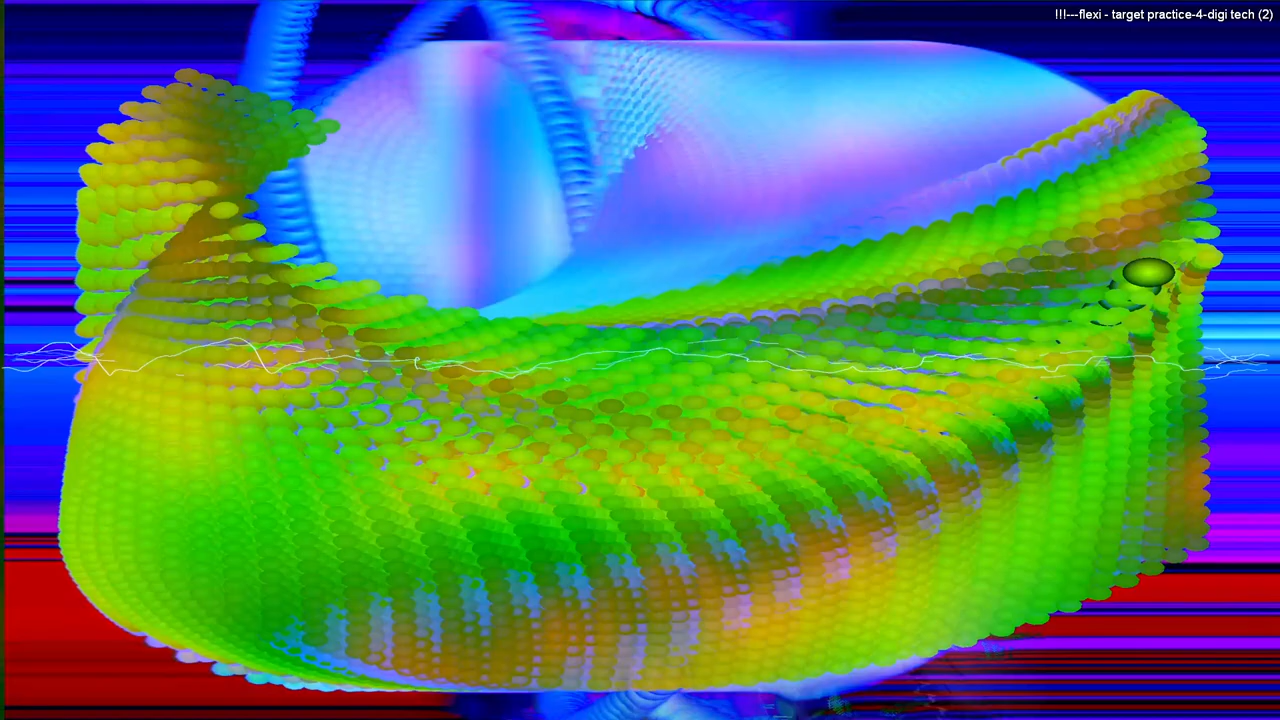 !!!---flexi - target practice-4-digi tech (2)